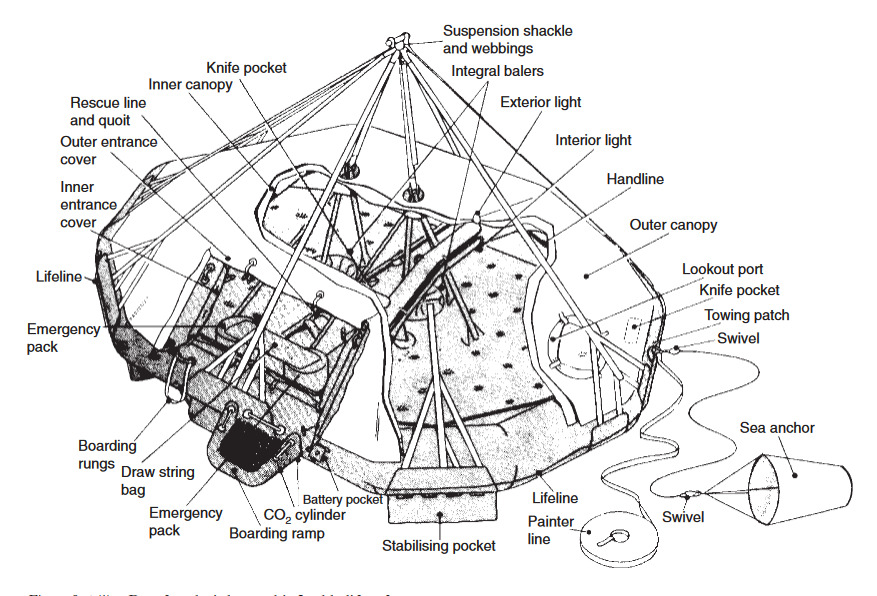 Suspension shackle
and webbings
Knife pocket
Integral balers
Inner canopy
Rescue line
and quoit
Exterior light
Outer entrance
cover
Interior light
Inner
entrance
cover
Handline
Outer canopy
Lookout port
Lifeline
Knife pocket
Towing patch
Emergency
pack
Swivel
Sea anchor
Boarding
rungs
Draw string
bag
Battery pocket
Lifeline
Emergency
pack
CO2 cylinder
Swivel
Boarding ramp
Painter
line
Stabilising pocket